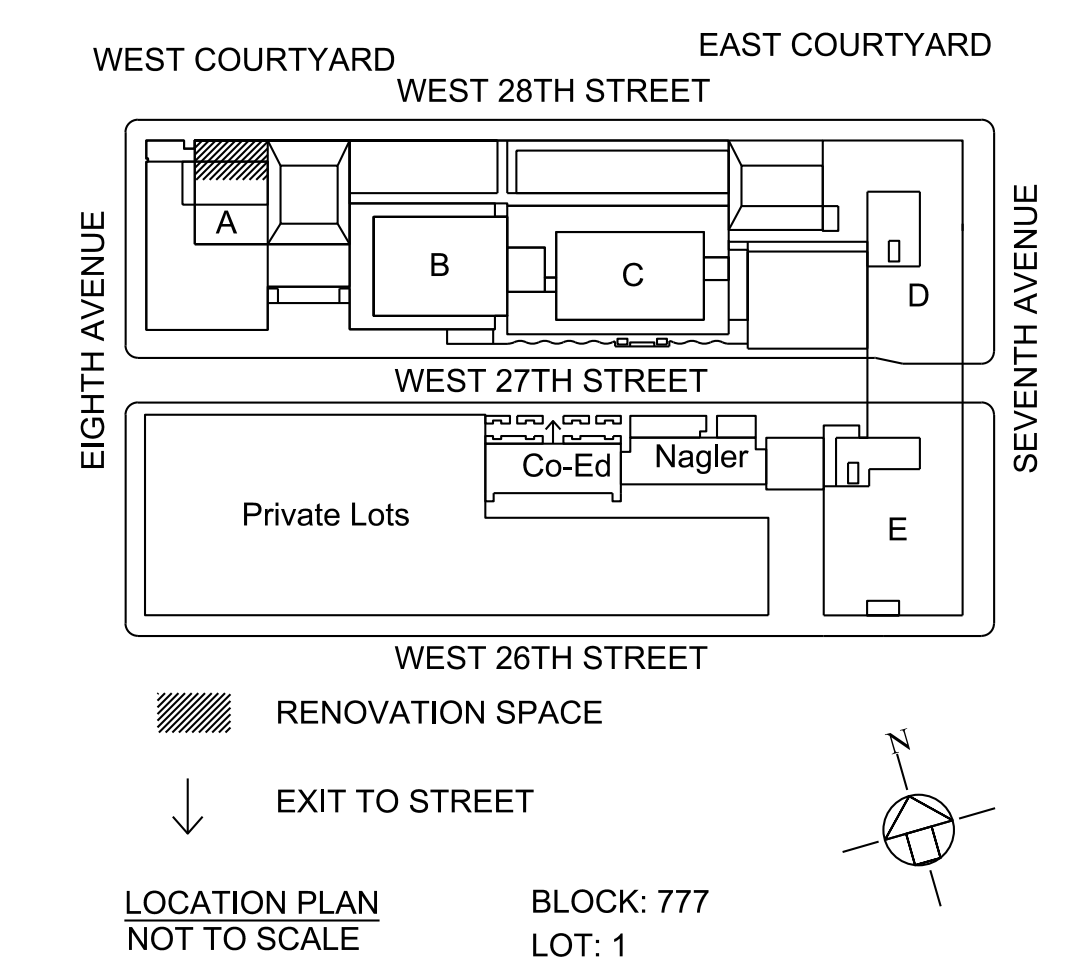 WEST COURTYARD
EAST COURTYARD
WEST 28TH STREET
EIGHTH AVENUE
SEVENTH AVENUE
A
B
C
D
WEST 27TH STREET
Co-Ed
Nagler
Private Lots
E
WEST 26TH STREET
RENOVATION SPACE
N
EXIT TO STREET
LOCATION PLAN
NOT TO SCALE
BLOCK: 777
LOT: 1